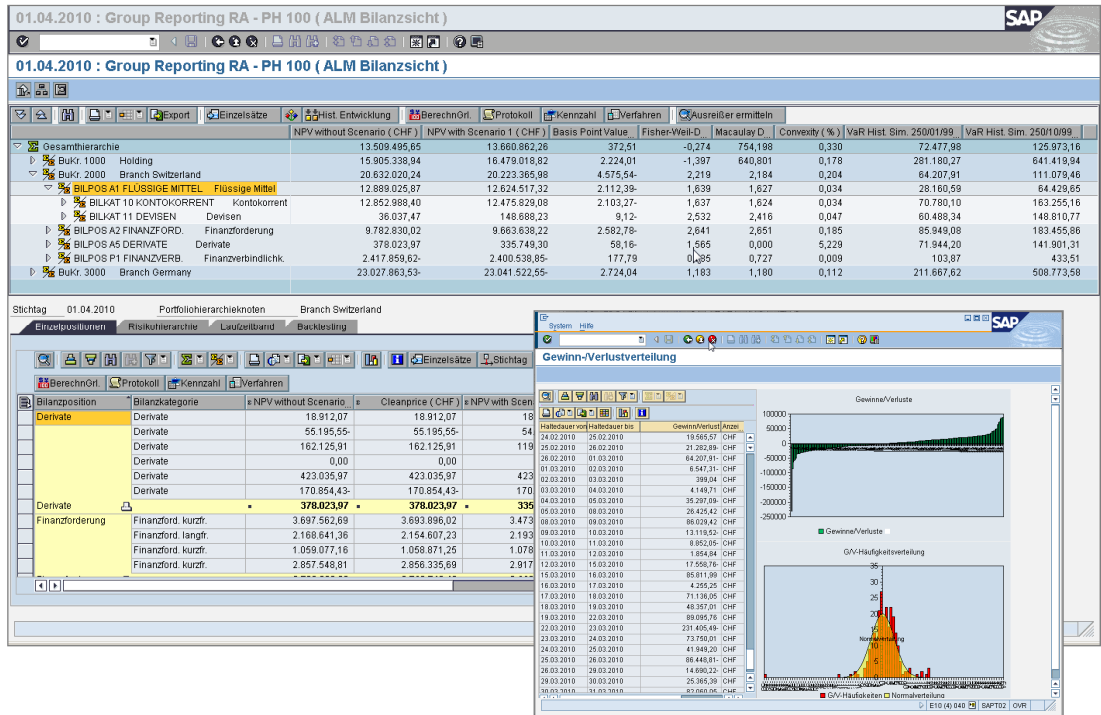 01.04.2010 : Group Reporting RA - PH 100 ( ALM Bilanzsicht )
SAP
01.04.2010 : Group Reporting RA - PH 100 ( ALM Bilanzsicht )
Export Einzelsätze Hist. Entwicklung BerechnGrl. Protokoll Kennzahl Verfahren Ausreißer ermitteln
NPV without Scenario ( CHF ) NPV with Scenario 1 ( CHF ) Basis Point Value... Fisher-Weil-D... Macaulay D... Convexity ( % ) VaR Hist. Sim. 250/01/99... VaR Hist. Sim. 250/10/99...
Gesamthierarchie 13.509.495,65 13.660.862,26 372,51 -0,274 754,198 0,330 72.477,98 125.973,16
BuKr. 1000 Holding 15.905.338,94 16.479.018,82 2.224,01 -1,397 640,801 0,178 281.180,27 641.419,94
BuKr. 2000 Branch Switzerland 20.632.020,24 20.223.365,98 4.575,54- 2,219 2,184 0,204 64.207,91 111.079,46
BILPOS A1 FLÜSSIGE MITTEL Flüssige Mittel 12.889.025,87 12.624.517,32 2.112,39- 1,639 1,627 0,034 28.160,59 64.429,65
BILKAT 10 KONTOKORRENT Kontokorrent 12.852.988,40 12.475.829,08 2.103,27- 1,637 1,624 0,034 70.780,10 163.255,16
BILKAT 11 DEVISEN Devisen 36.037,47 148.688,23 9,12- 2,532 2,416 0,047 60.488,34 148.810,77
BILPOS A2 FINANZFORD. Finanzforderung 9.782.830,02 9.663.638,22 2.582,78- 2,641 2,651 0,185 85.949,08 183.455,86
BILPOS A5 DERIVATE Derivate 378.023,97 335.749,30 58,16- 1,565 0,000 5,229 71.944,20 141.901,31
BILPOS P1 FINANZVERB. Finanzverbindlichk. 2.417.859,62- 2.400.538,85- 177,79 0,727 0,009 103,87 433,51
BuKr. 3000 Branch Germany 23.027.863,53- 23.041.522,55- 2.724,04 1,183 1,180 0,112 211.667,62 508.773,58
Stichtag 01.04.2010 Portfoliohierarchieknoten Branch Switzerland
Einzelpositionen Risikohierarchie Laufzeitband Backtesting
Einzelsätze Stichtag
BerechnGrl. Protokoll Kennzahl Verfahren
Bilanzposition Bilanzkategorie NPV without Scenario Cleanprice ( CHF ) NPV with Scen
Derivate Derivate 18.912,07 18.912,07 18
Derivate 55.195,55- 55.195,55- 54
Derivate 162.125,91 162.125,91 119
Derivate 0,00 0,00
Derivate 423.035,97 423.035,97 423
Derivate 170.854,43- 170.854,43- 170
Derivate 378.023,97 378.023,97 335
Finanzforderung Finanzford. kurzfr. 3.697.562,69 3.693.896,02 3.473
Finanzford. langfr. 2.168.641,36 2.154.607,23 2.193
Finanzford. kurzfr. 1.059.077,16 1.058.871,25 1.078
Finanzford. kurzfr. 2.857.548,81 2.856.335,69 2.917
System Hilfe
SAP
Gewinn-/Verlustverteilung
Haltedauer von Haltedauer bis Gewinn/Verlust Anzei
24.02.2010 25.02.2010 19.565,57 CHF
25.02.2010 26.02.2010 21.282,89- CHF
26.02.2010 01.03.2010 64.207,91- CHF
01.03.2010 02.03.2010 6.547,31- CHF
02.03.2010 03.03.2010 399,04 CHF
03.03.2010 04.03.2010 4.149,71 CHF
04.03.2010 05.03.2010 35.297,09- CHF
05.03.2010 08.03.2010 26.425,42 CHF
08.03.2010 09.03.2010 86.029,42 CHF
09.03.2010 10.03.2010 13.119,52- CHF
10.03.2010 11.03.2010 8.852,05- CHF
11.03.2010 12.03.2010 1.854,84 CHF
12.03.2010 15.03.2010 17.558,76- CHF
15.03.2010 16.03.2010 85.811,99 CHF
16.03.2010 17.03.2010 4.255,25 CHF
17.03.2010 18.03.2010 71.136,05 CHF
18.03.2010 19.03.2010 48.357,01 CHF
19.03.2010 22.03.2010 89.095,76 CHF
22.03.2010 23.03.2010 231.405,49- CHF
23.03.2010 24.03.2010 73.750,01 CHF
24.03.2010 25.03.2010 41.949,20 CHF
25.03.2010 26.03.2010 86.448,81- CHF
26.03.2010 29.03.2010 14.690,22- CHF
29.03.2010 30.03.2010 25.365,39 CHF
30.03.2010 31.03.2010 82.060,05 CHF
Gewinne/Verluste
100000
50000
0
-50000
-100000
-150000
-200000
-250000
Gewinne/Verluste
G/V-Häufigkeitsverteilung
35
30
25
20
15
10
5
Normalverteilung
G/V-Häufigkeiten Normalverteilung
E10 (4) 040 SAPT02 OVR